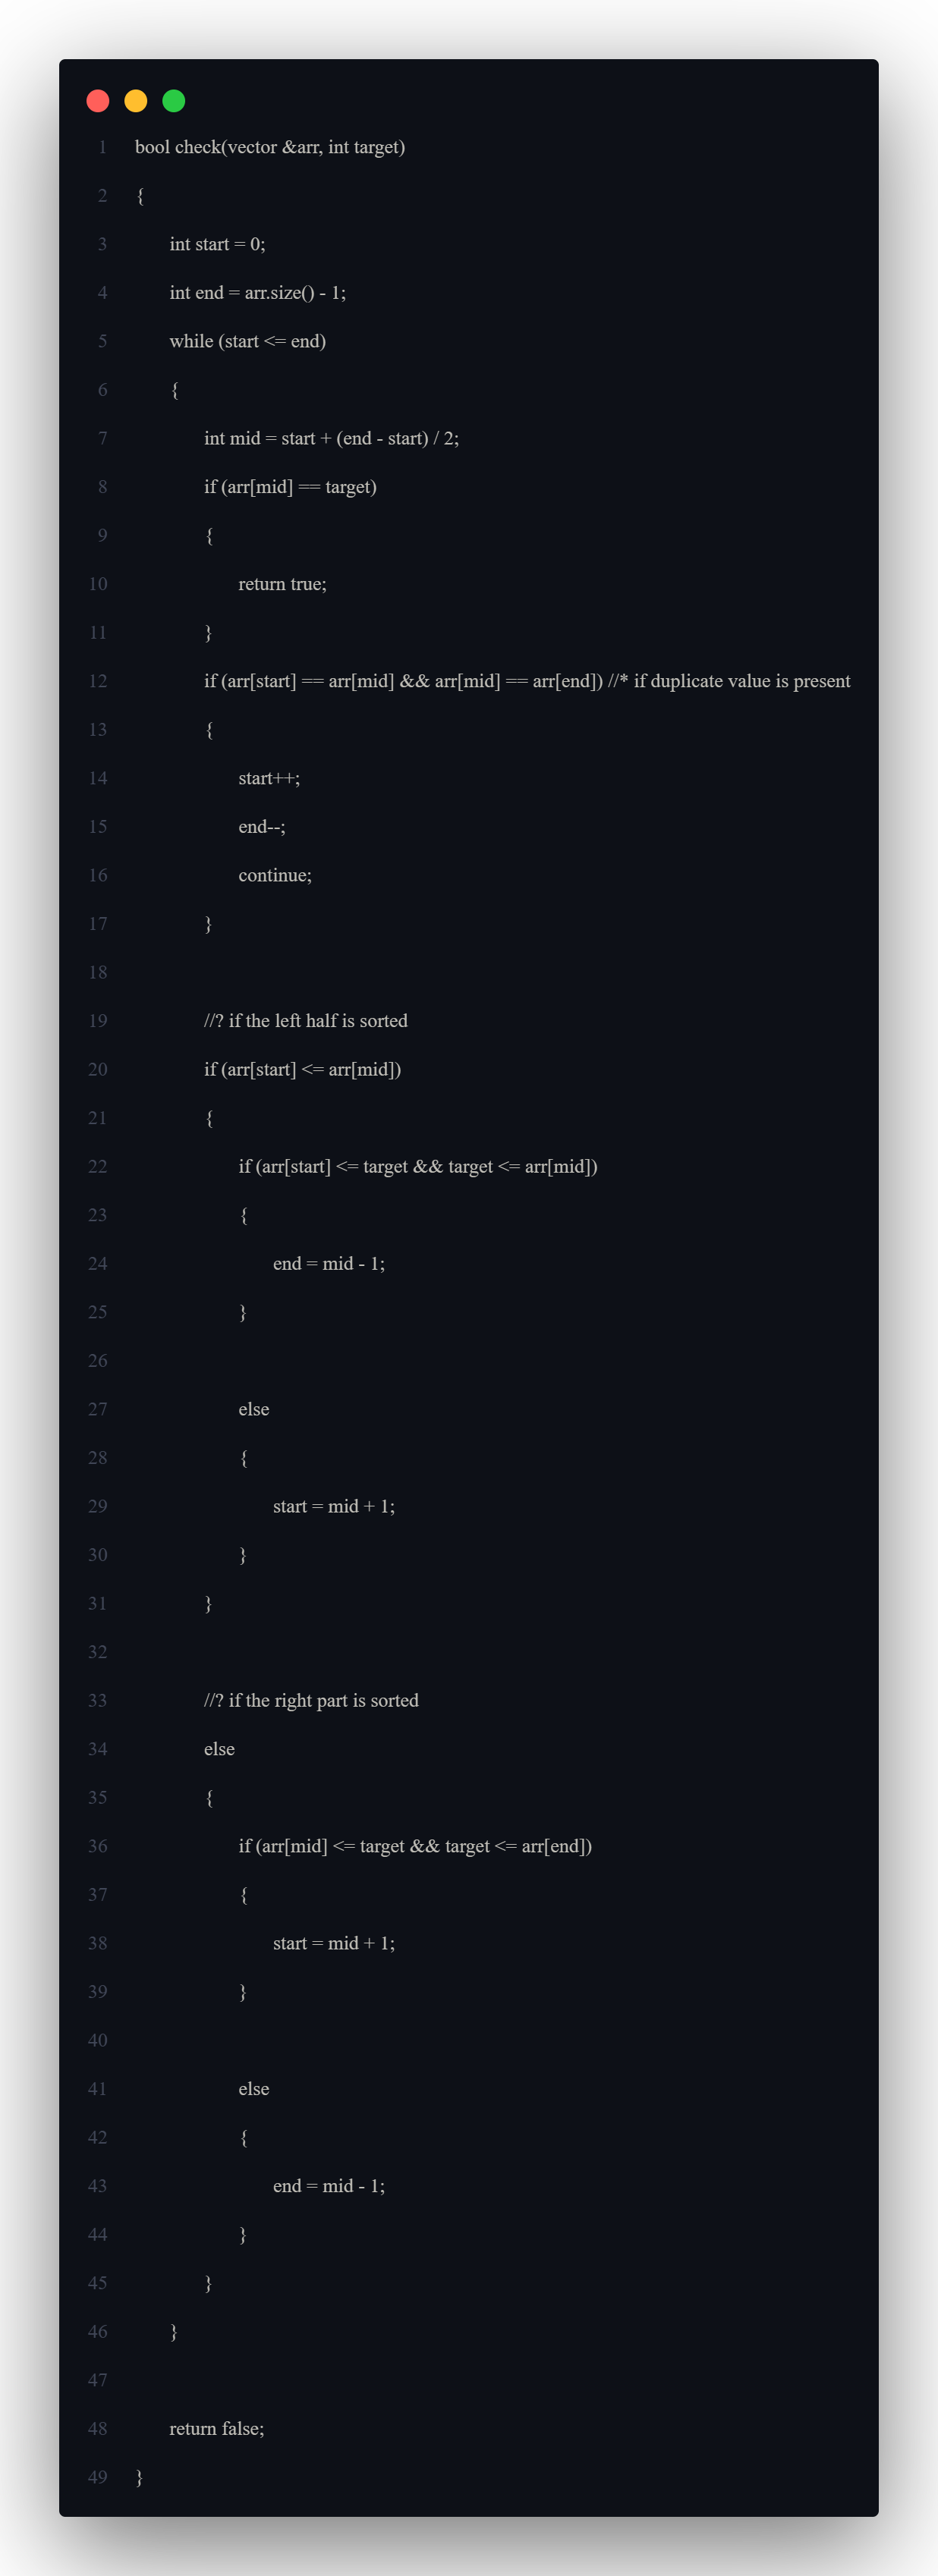 1 bool check(vector &arr, int target)
2 {
3 int start = 0;
4 int end = arr.size() - 1;
5 while (start <= end)
6 {
7 int mid = start + (end - start) / 2;
8 if (arr[mid] == target)
9 {
10 return true;
11 }
12 if (arr[start] == arr[mid] && arr[mid] == arr[end]) //* if duplicate value is present
13 {
14 start++;
15 end--;
16 continue;
17 }
18
19 //? if the left half is sorted
20 if (arr[start] <= arr[mid])
21 {
22 if (arr[start] <= target && target <= arr[mid])
23 {
24 end = mid - 1;
25 }
26
27 else
28 {
29 start = mid + 1;
30 }
31 }
32
33 //? if the right part is sorted
34 else
35 {
36 if (arr[mid] <= target && target <= arr[end])
37 {
38 start = mid + 1;
39 }
40
41 else
42 {
43 end = mid - 1;
44 }
45 }
46 }
47
48 return false;
49 }